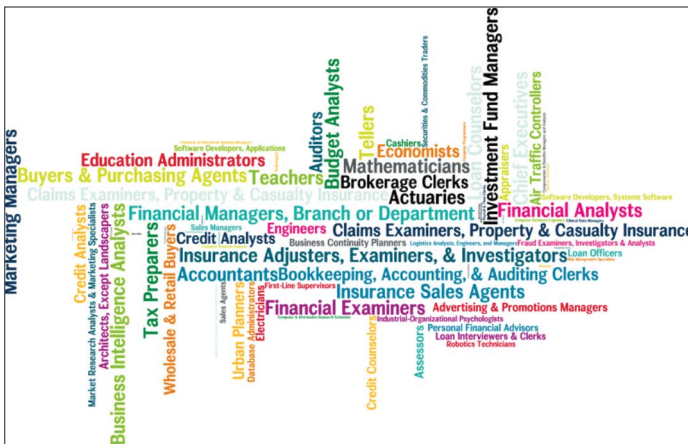 Marketing Managers
Education Administrators
Buyers & Purchasing Agents
Claims Examiners, Property & Casualty Insurance
Software Developers, Applications
Teachers
Auditors
Budget Analysts
Tellers
Cashiers
Economists
Securities & Commodities Traders
Mathematicians
Brokerage Clerks
Actuaries
Loan Counselors
Investment Fund Managers
Appraisers
Chief Executives
Air Traffic Controllers
Software Developers, Systems Software
Financial Managers, Branch or Department
Financial Analysts
Sales Managers
Engineers
Claims Examiners, Property & Casualty Insurance
Credit Analysts
Credit Analysts
Business Continuity Planners
Logistics Analysts, Engineers, and Managers
Fraud Examiners, Investigators & Analysts
Insurance Adjusters, Examiners, & Investigators
Loan Officers
Accountants
Bookkeeping, Accounting, & Auditing Clerks
Market Research Analysts & Marketing Specialists
Architects, Except Landscapers
Business Intelligence Analysts
Tax Preparers
Wholesale & Retail Buyers
Sales Agents
Urban Planners
Database Administrators
Electricians
First-Line Supervisors
Insurance Sales Agents
Financial Examiners
Advertising & Promotions Managers
Industrial-Organizational Psychologists
Credit Counselors
Assessors
Personal Financial Advisors
Loan Interviewers & Clerks
Robotics Technicians